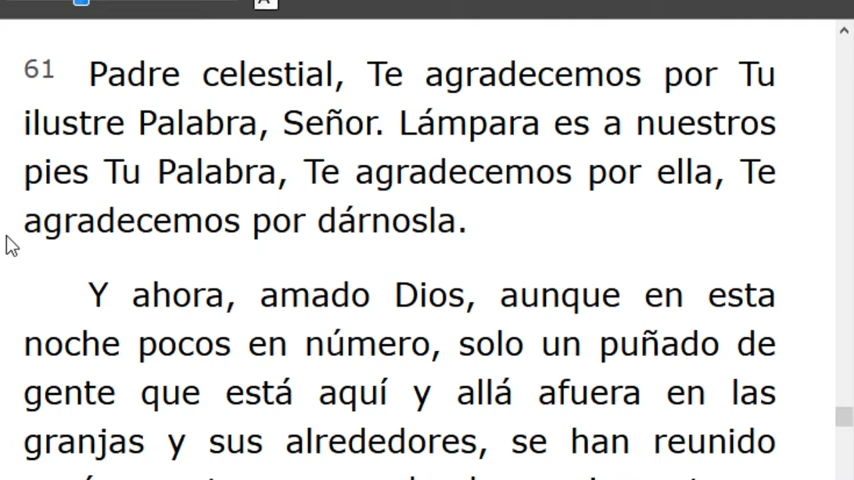 61 Padre celestial, Te agradecemos por Tu
ilustre Palabra, Señor. Lámpara es a nuestros
pies Tu Palabra, Te agradecemos por ella, Te
agradecemos por dárnosla.
Y ahora, amado Dios, aunque en esta
noche pocos en número, solo un puñado de
gente que está aquí y allá afuera en las
granjas y sus alrededores, se han reunido